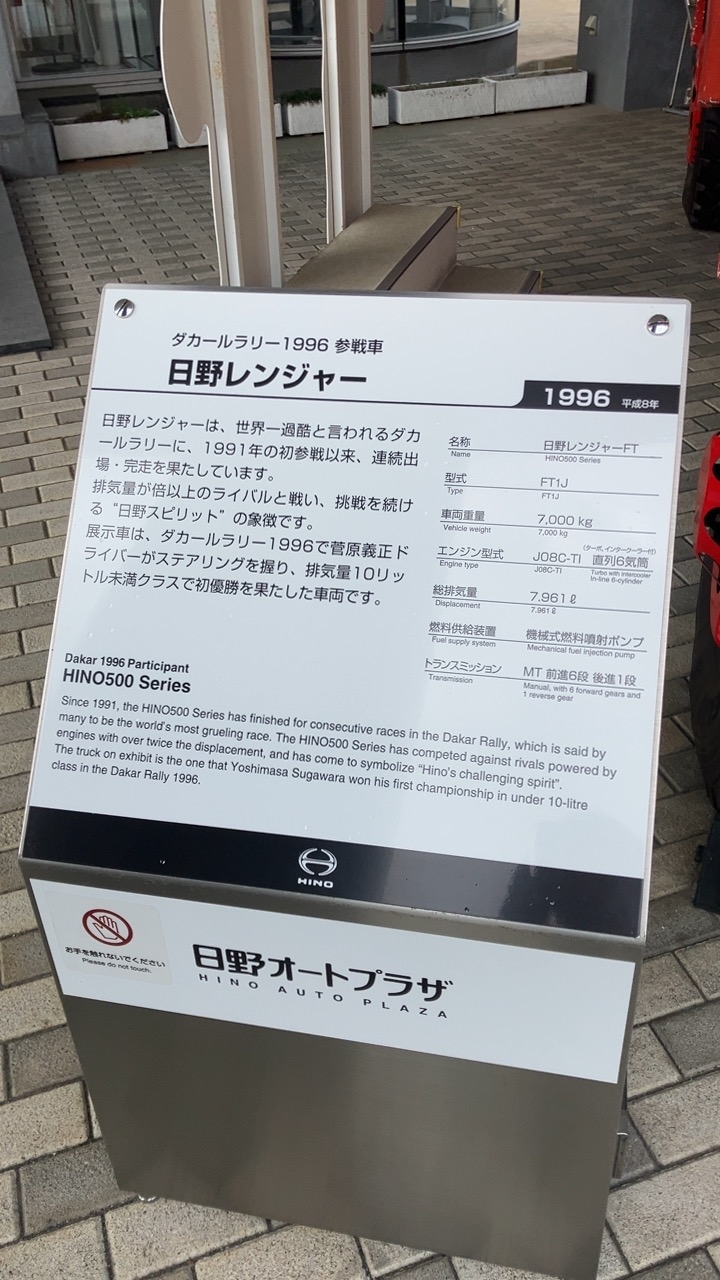 ダカールラリー1996 参戦車
日野レンジャー
1996 平成8年
日野レンジャーは、世界一過酷と言われるダカ
ールラリーに、1991年の初参戦以来、連続出
場・完走を果たしています。
排気量が倍以上のライバルと戦い、挑戦を続け
る“日野スピリット”の象徴です。
展示車は、ダカールラリー1996で菅原義正ド
ライバーがステアリングを握り、排気量10リッ
トル未満クラスで初優勝を果たした車両です。
名称 日野レンジャーFT
Name HINO500 Series
型式 FT1J
Type FT1J
車両重量 7,000 kg
Vehicle weight 7,000 kg
(ターボ、インタークーラー付)
エンジン型式 J08C-TI 直列6気筒
Engine type J08C-TI Turbo with intercooler
In-line 6-cylinder
総排気量 7.961ℓ
Displacement 7.961ℓ
燃料供給装置 機械式燃料噴射ポンプ
Fuel supply system Mechanical fuel injection pump
トランスミッション MT 前進6段 後進1段
Transmission Manual, with 6 forward gears and
1 reverse gear
Dakar 1996 Participant
HINO500 Series
Since 1991, the HINO500 Series has finished for consecutive races in the Dakar Rally, which is said by
many to be the world's most grueling race. The HINO500 Series has competed against rivals powered by
engines with over twice the displacement, and has come to symbolize “Hino's challenging spirit”.
The truck on exhibit is the one that Yoshimasa Sugawara won his first championship in under 10-litre
class in the Dakar Rally 1996.
HINO
お手を触れないでください
Please do not touch.
日野オートプラザ
HINO AUTO PLAZA